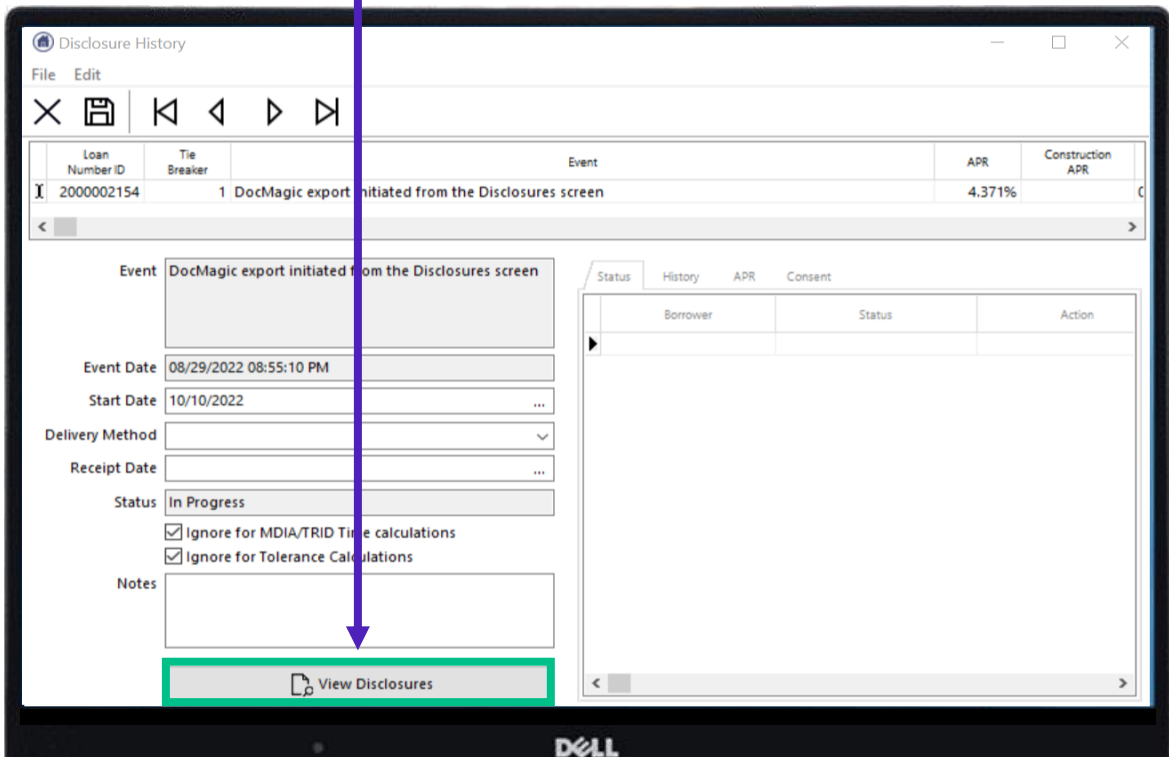 Disclosure History
File Edit
Loan Number ID Tie Breaker Event APR Construction APR
2000002154 1 DocMagic export initiated from the Disclosures screen 4.371%
Event DocMagic export initiated from the Disclosures screen
Status History APR Consent
Borrower Status Action
Event Date 08/29/2022 08:55:10 PM
Start Date 10/10/2022 ...
Delivery Method
Receipt Date ...
Status In Progress
Ignore for MDIA/TRID Time calculations
Ignore for Tolerance Calculations
Notes
View Disclosures
DELL